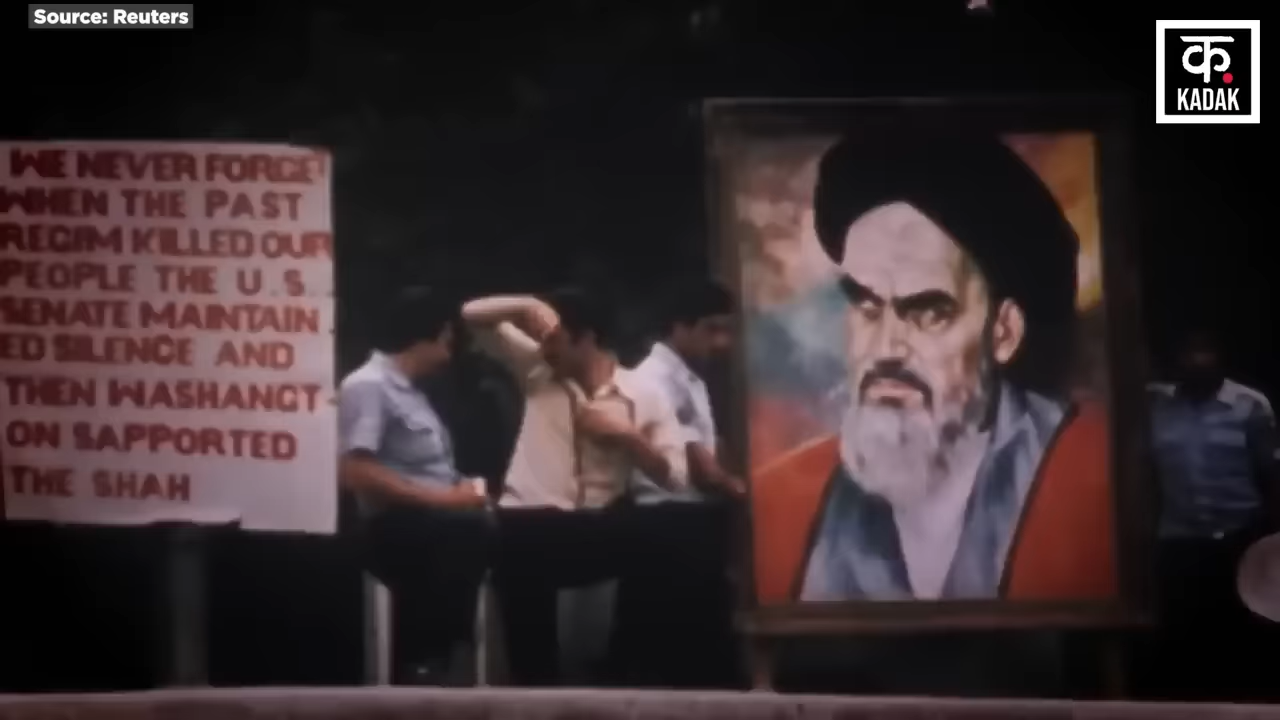 Source: Reuters
क.
KADAK
WE NEVER FORGE
WHEN THE PAST
REGIM KILLED OUR
PEOPLE THE U.S.
SENATE MAINTAIN
ED SILENCE AND
THEN WASHANGT
ON SAPPORTED
THE SHAH